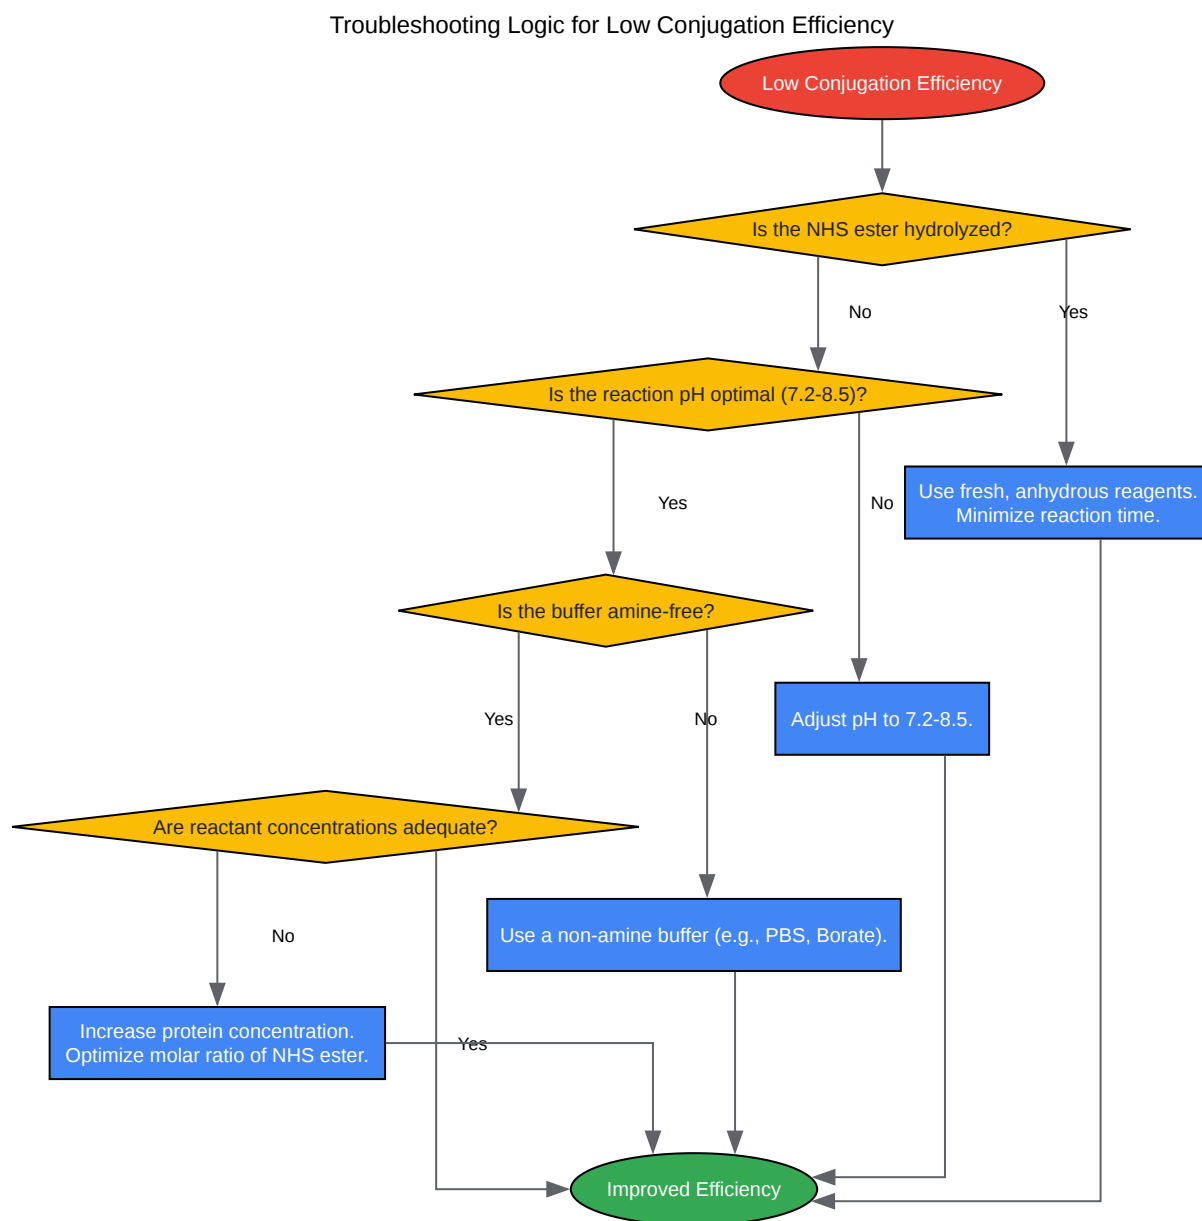 Troubleshooting Logic for Low Conjugation Efficiency
Low Conjugation Efficiency
Is the NHS ester hydrolyzed?
No
Yes
Is the reaction pH optimal (7.2-8.5)?
Use fresh, anhydrous reagents.
Minimize reaction time.
Yes
No
Is the buffer amine-free?
Yes
No
Adjust pH to 7.2-8.5.
Are reactant concentrations adequate?
No
Use a non-amine buffer (e.g., PBS, Borate).
Increase protein concentration.
Optimize molar ratio of NHS ester.
Yes
Improved Efficiency